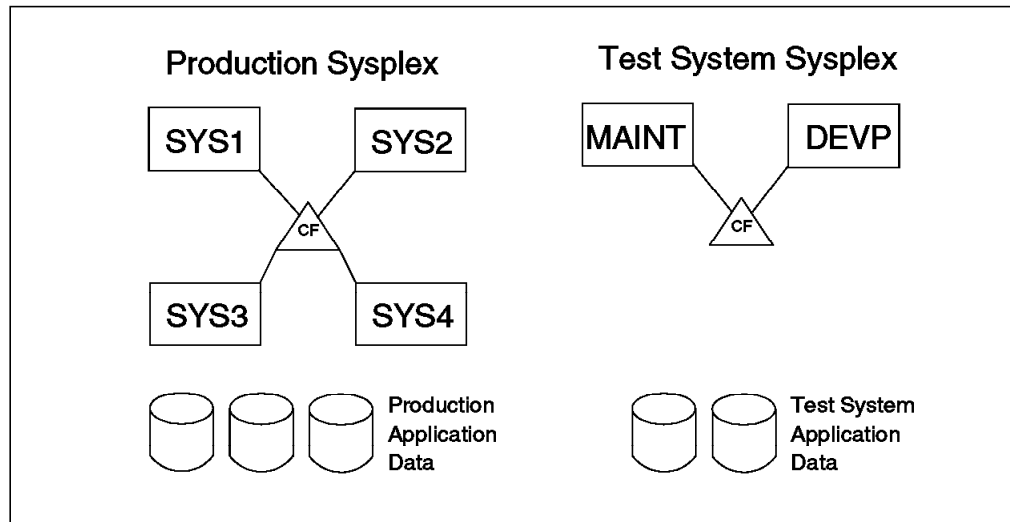 Production Sysplex
SYS1
SYS2
CF
SYS3
SYS4
Production
Application
Data
Test System Sysplex
MAINT
DEVP
CF
Test System
Application
Data